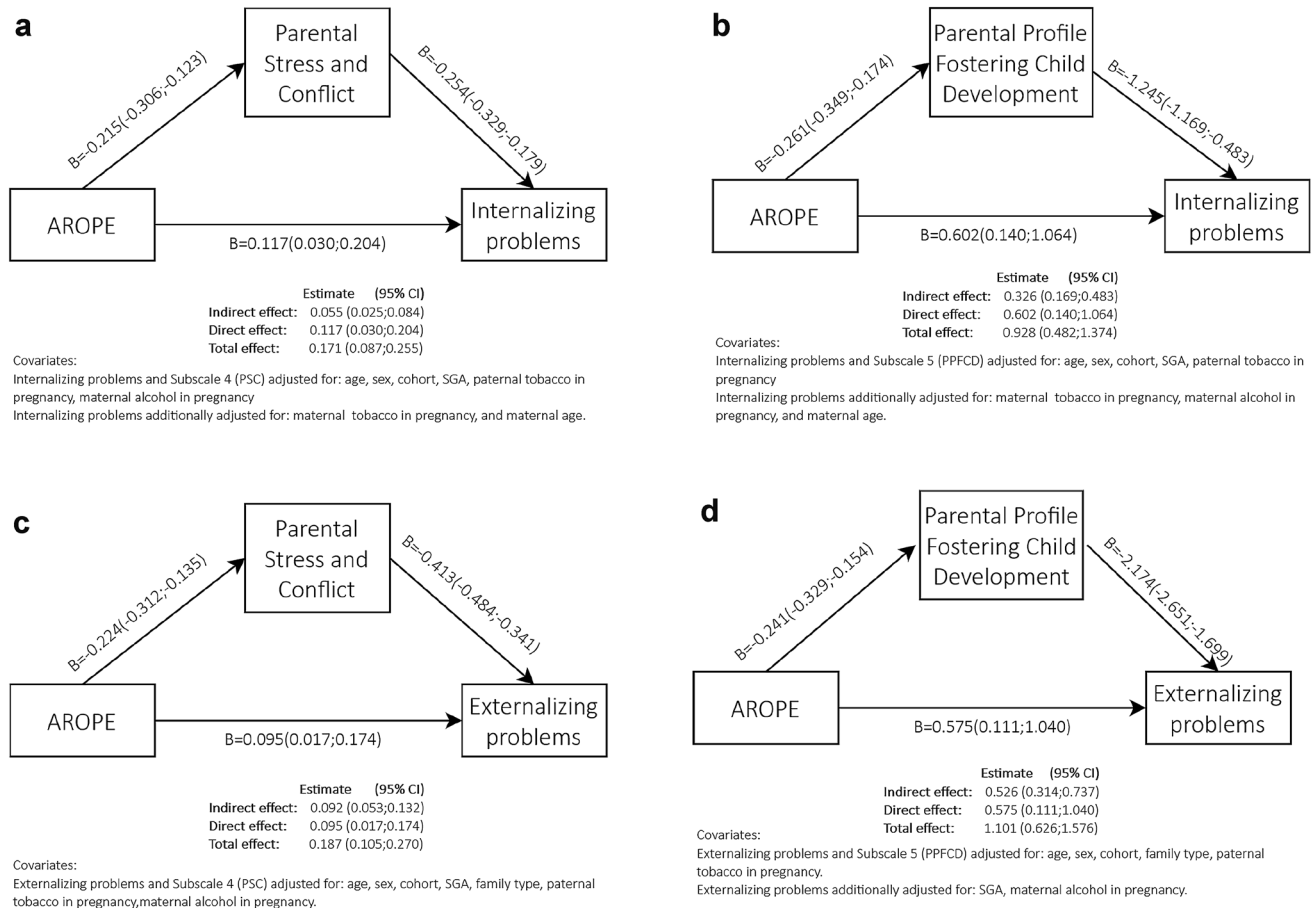 a
Parental
Stress and
Conflict
B=-0.215(-0.306;-0.123)
B=-0.254(-0.329;-0.179)
AROPE
Internalizing
problems
B=0.117(0.030;0.204)
Estimate (95% CI)
Indirect effect: 0.055 (0.025;0.084)
Direct effect: 0.117 (0.030;0.204)
Total effect: 0.171 (0.087;0.255)
Covariates:
Internalizing problems and Subscale 4 (PSC) adjusted for: age, sex, cohort, SGA, paternal tobacco in
pregnancy, maternal alcohol in pregnancy
Internalizing problems additionally adjusted for: maternal tobacco in pregnancy, and maternal age.
b
Parental Profile
Fostering Child
Development
B=-0.261(-0.349;-0.174)
B=-1.245(-1.169;-0.483)
AROPE
Internalizing
problems
B=0.602(0.140;1.064)
Estimate (95% CI)
Indirect effect: 0.326 (0.169;0.483)
Direct effect: 0.602 (0.140;1.064)
Total effect: 0.928 (0.482;1.374)
Covariates:
Internalizing problems and Subscale 5 (PPFCD) adjusted for: age, sex, cohort, SGA, paternal tobacco in
pregnancy
Internalizing problems additionally adjusted for: maternal tobacco in pregnancy, maternal alcohol in
pregnancy, and maternal age.
c
Parental
Stress and
Conflict
B=-0.224(-0.312;-0.135)
B=-0.413(-0.484;-0.341)
AROPE
Externalizing
problems
B=0.095(0.017;0.174)
Estimate (95% CI)
Indirect effect: 0.092 (0.053;0.132)
Direct effect: 0.095 (0.017;0.174)
Total effect: 0.187 (0.105;0.270)
Covariates:
Externalizing problems and Subscale 4 (PSC) adjusted for: age, sex, cohort, SGA, family type, paternal
tobacco in pregnancy,maternal alcohol in pregnancy.
d
Parental Profile
Fostering Child
Development
B=-0.241(-0.329;-0.154)
B=-2.174(-2.651;-1.699)
AROPE
Externalizing
problems
B=0.575(0.111;1.040)
Estimate (95% CI)
Indirect effect: 0.526 (0.314;0.737)
Direct effect: 0.575 (0.111;1.040)
Total effect: 1.101 (0.626;1.576)
Covariates:
Externalizing problems and Subscale 5 (PPFCD) adjusted for: age, sex, cohort, family type, paternal
tobacco in pregnancy.
Externalizing problems additionally adjusted for: SGA, maternal alcohol in pregnancy.